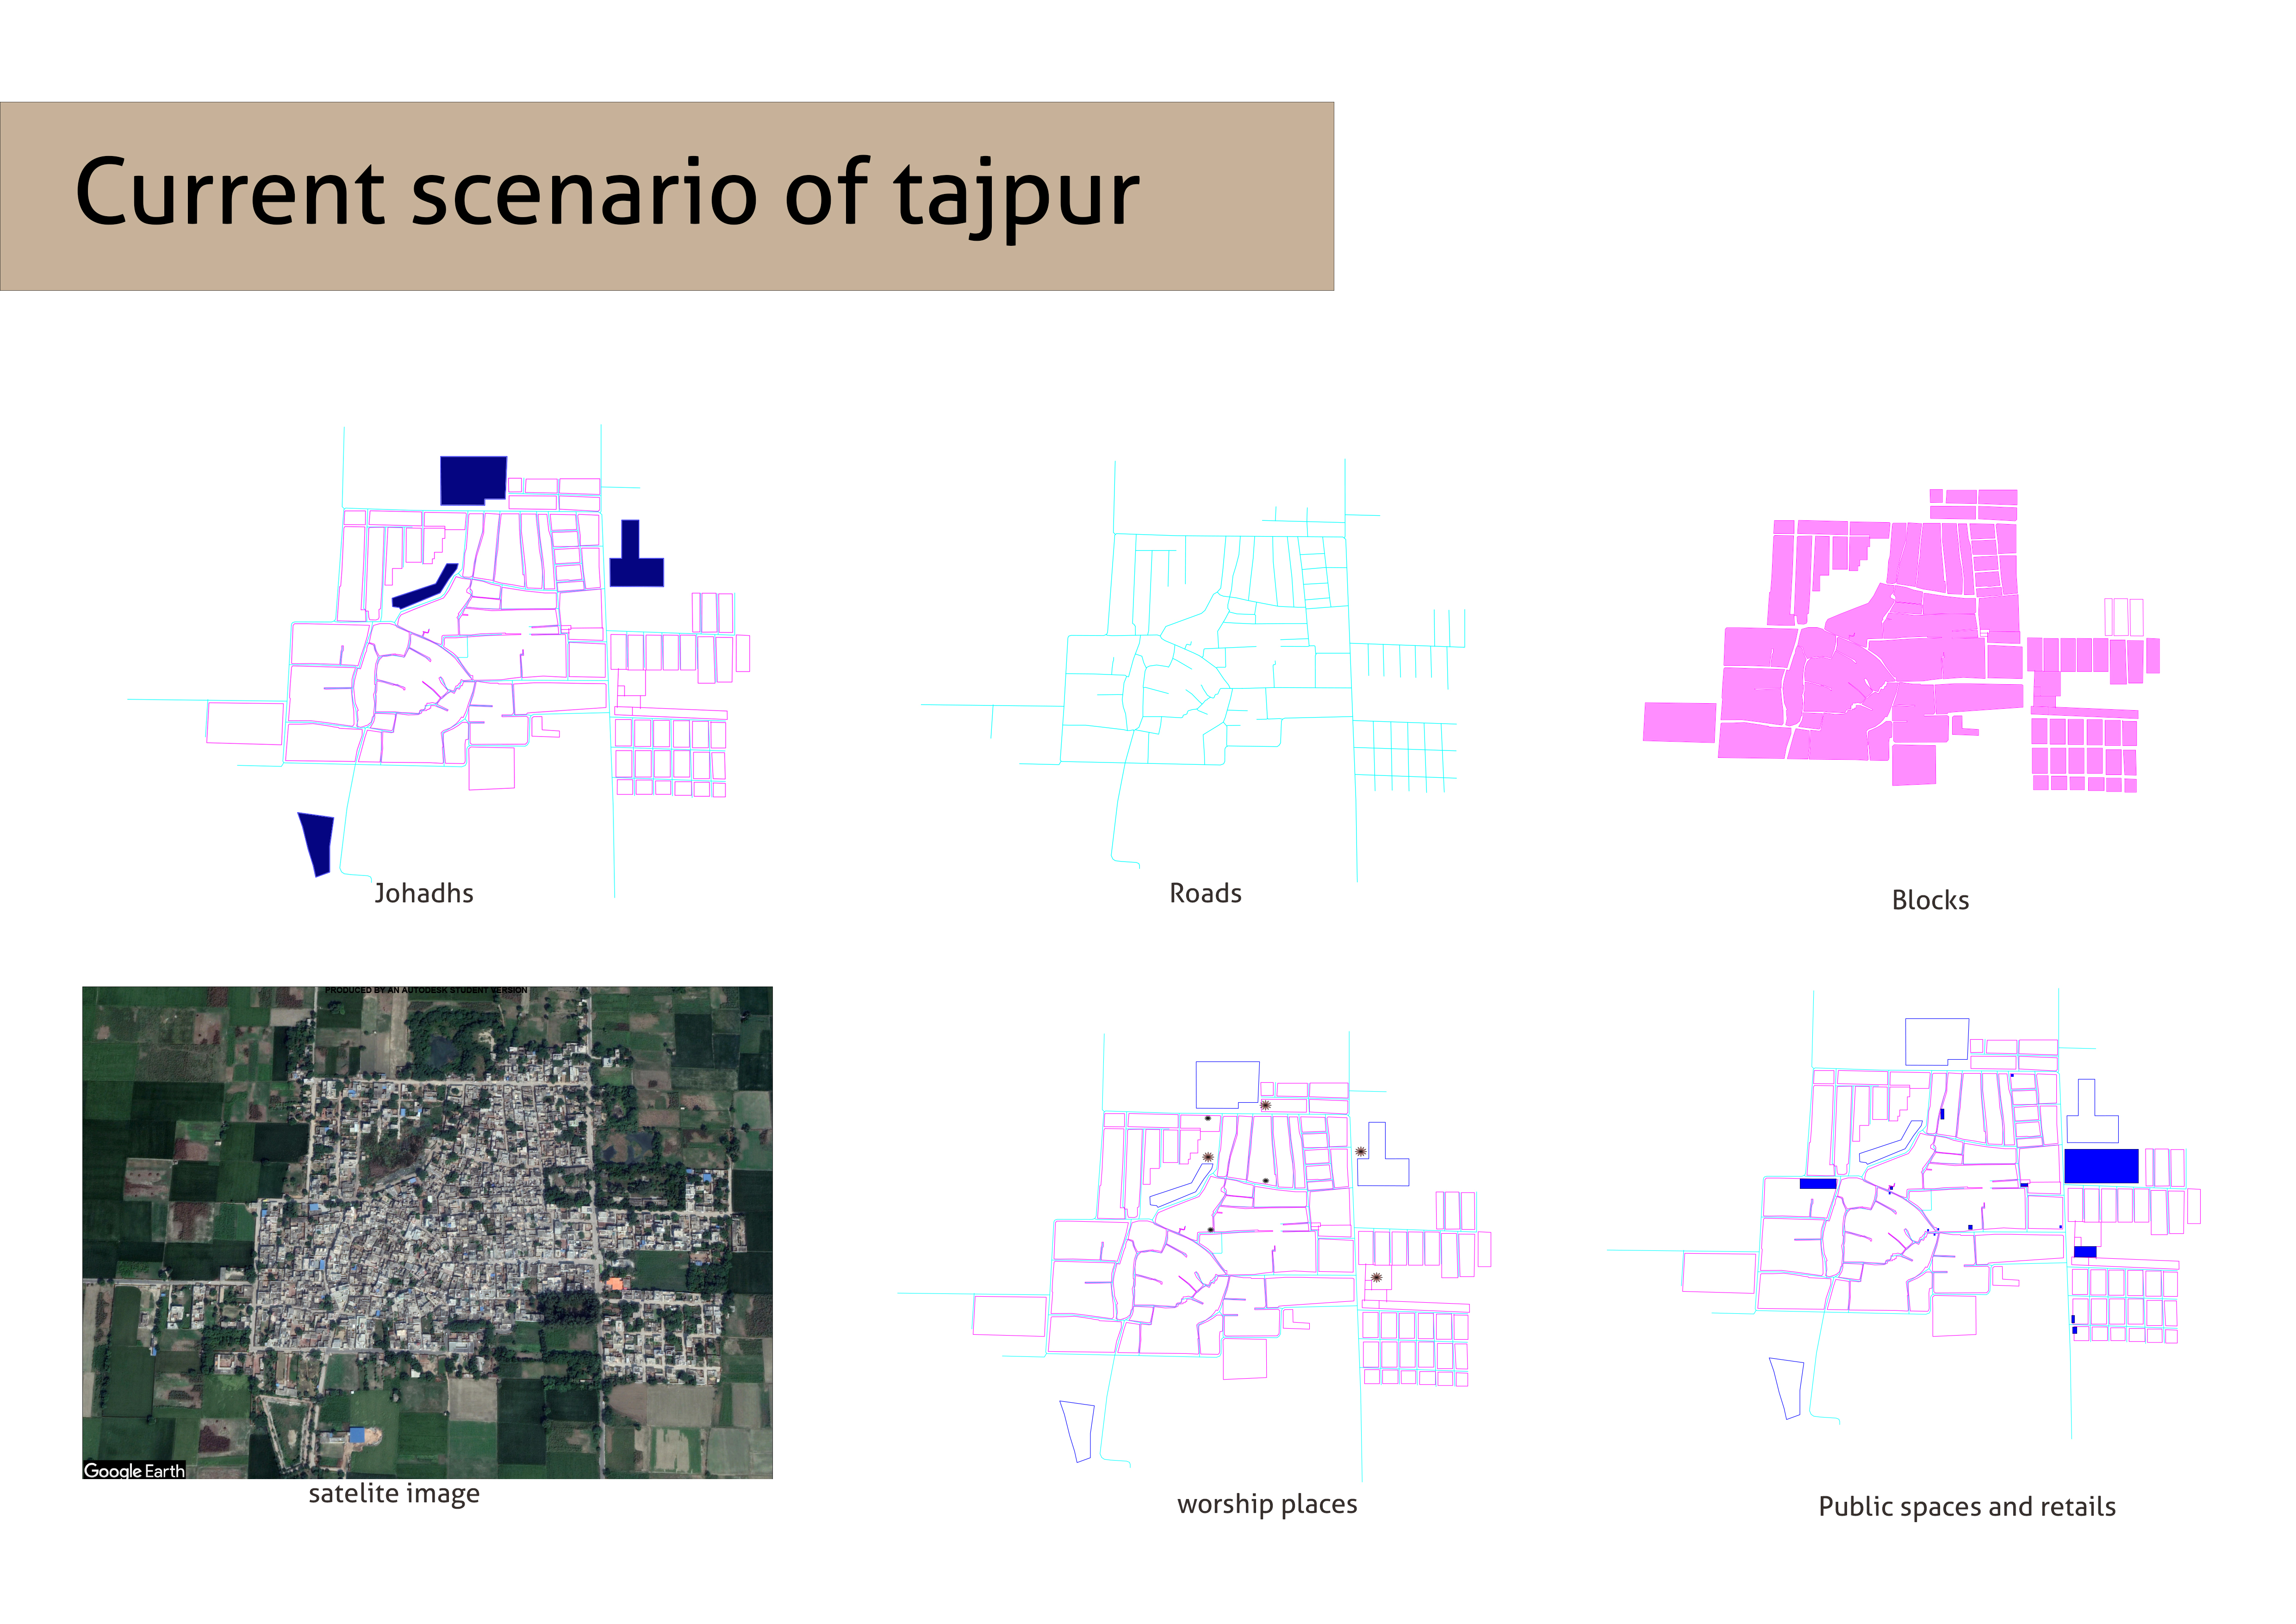 Current scenario of tajpur
Johadhs
Roads
Blocks
PRODUCED BY AN AUTODESK STUDENT VERSION
Google Earth
satelite image
worship places
Public spaces and retails